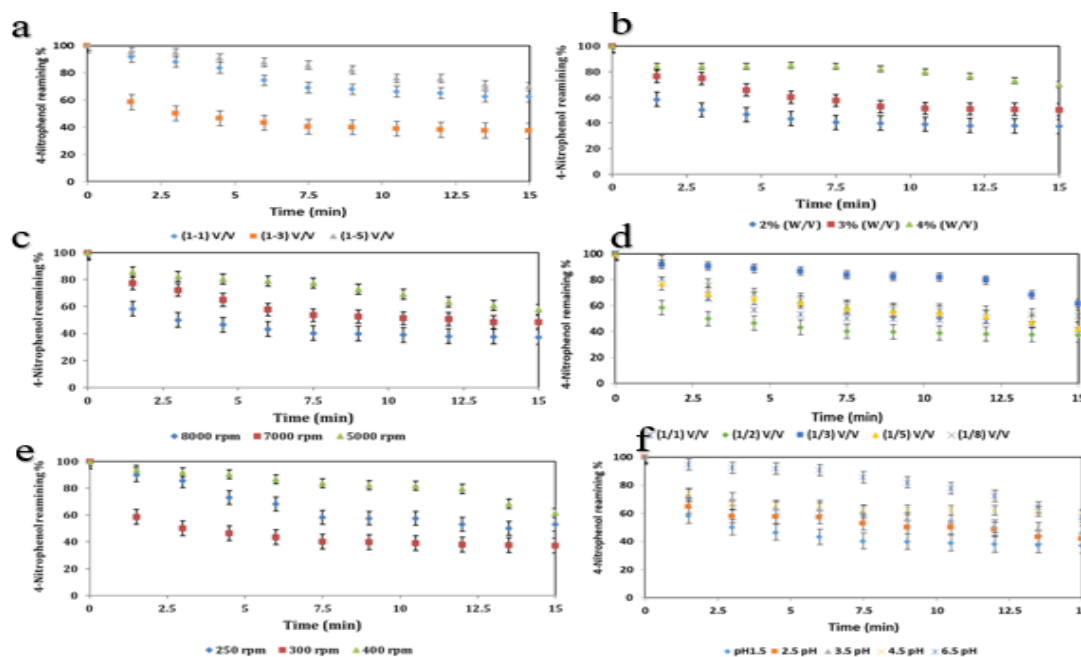 a
4-Nitrophenol reamining %
100
80
60
40
20
0
0 2.5 5 7.5 10 12.5 15
Time (min)
(1-1) V/V (1-3) V/V (1-5) V/V
b
4-Nitrophenol reamining %
100
80
60
40
20
0
0 2.5 5 7.5 10 12.5 15
Time (min)
2% (W/V) 3% (W/V) 4% (W/V)
c
4-Nitrophenol reamining %
100
80
60
40
20
0
0 2.5 5 7.5 10 12.5 15
Time (min)
8000 rpm 7000 rpm 5000 rpm
d
4-Nitrophenol remaining %
100
80
60
40
20
0
0 2.5 5 7.5 10 12.5 15
Time (min)
(1/1) V/V (1/2) V/V (1/3) V/V (1/5) V/V (1/8) V/V
e
4-Nitrophenol reamining %
100
80
60
40
20
0
0 2.5 5 7.5 10 12.5 15
Time (min)
250 rpm 300 rpm 400 rpm
f
4-Nitrophenol reamining %
100
80
60
40
20
0
0 2.5 5 7.5 10 12.5 15
Time (min)
pH1.5 2.5 pH 3.5 pH 4.5 pH 6.5 pH